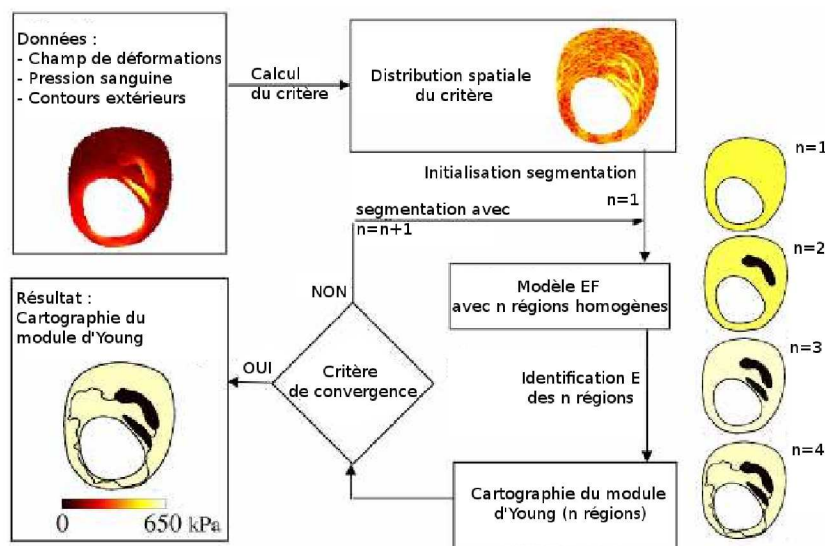 Données :
- Champ de déformations
- Pression sanguine
- Contours extérieurs
Calcul
du critère
Distribution spatiale
du critère
Initialisation segmentation
n=1
segmentation avec
n=n+1
NON
Modèle EF
avec n régions homogènes
Identification E
des n régions
Cartographie du module
d'Young (n régions)
Critère
de convergence
OUI
Résultat :
Cartographie du
module d'Young
0
650 kPa
n=1
n=2
n=3
n=4